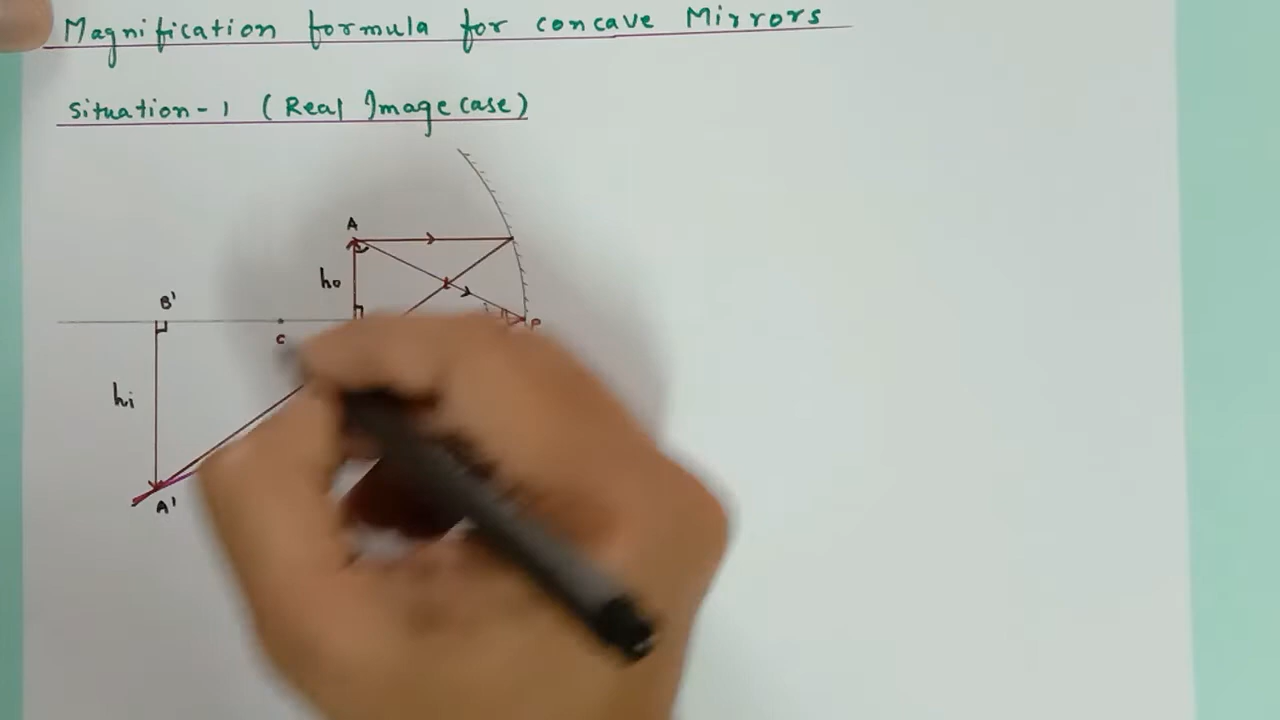 Magnification formula for concave Mirrors
Situation-1 (Real Image case)
A
ho
B'
C
P
hi
A'